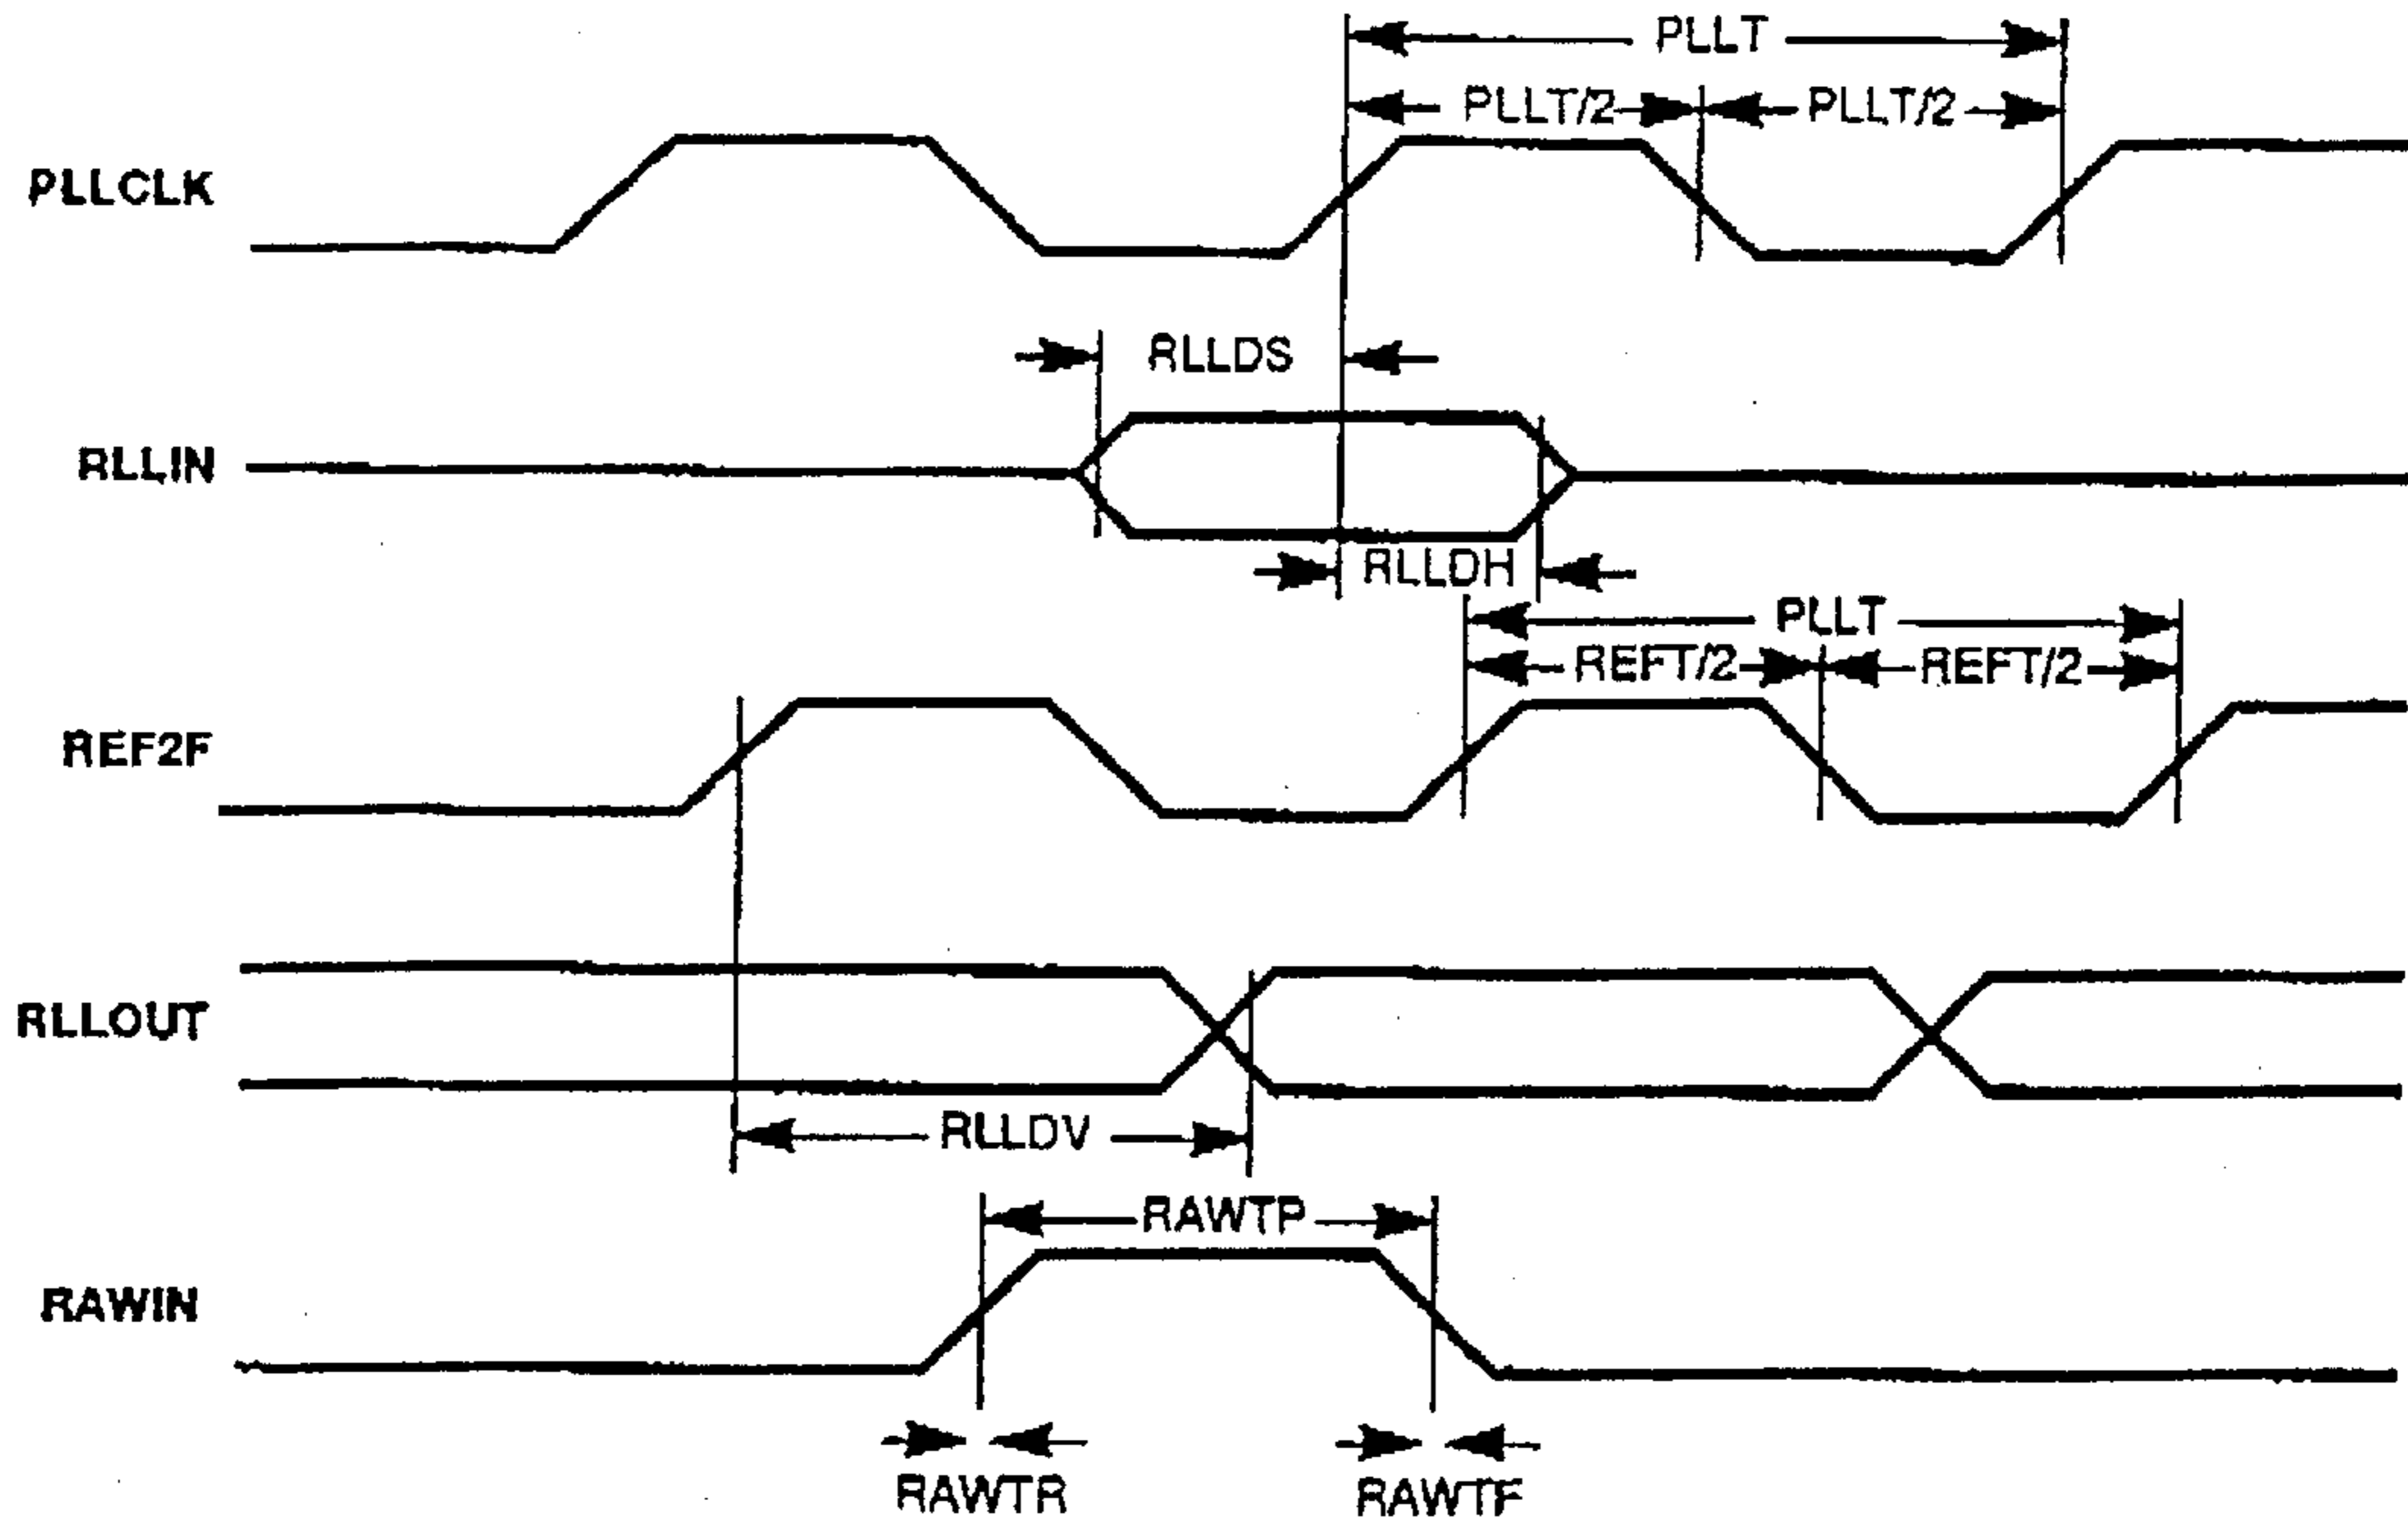 PLLT
PLLT/2 PLLT/2
PLLCLK
RLLDS
RLLIN
RLLDH
PLLT
REFT/2 REFT/2
REF2F
RLLOUT
RLLDV
RAWTP
RAWIN
RAWTR RAWTF